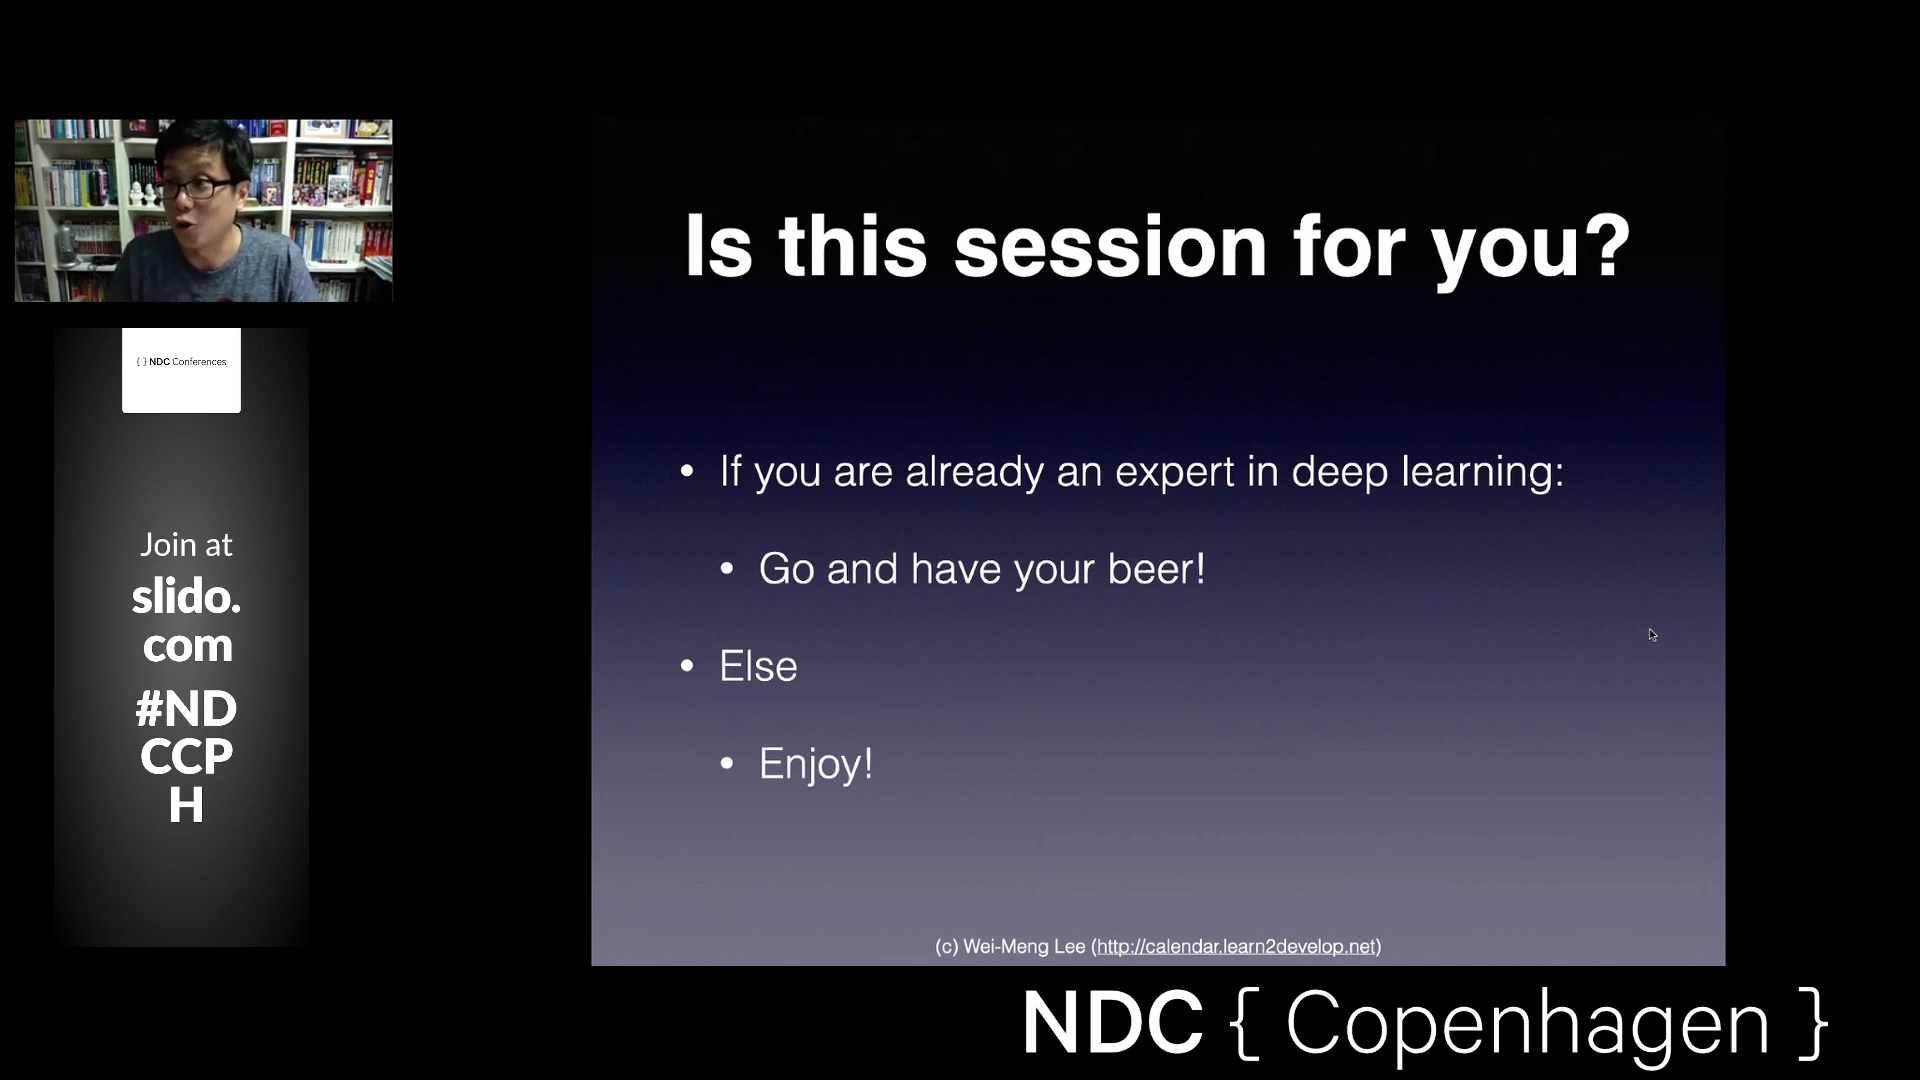 Is this session for you?
• If you are already an expert in deep learning:
• Go and have your beer!
• Else
• Enjoy!
(c) Wei-Meng Lee (http://calendar.learn2develop.net)
{ } NDC Conferences
Join at
slido.
com
#ND
CCP
H
NDC { Copenhagen }